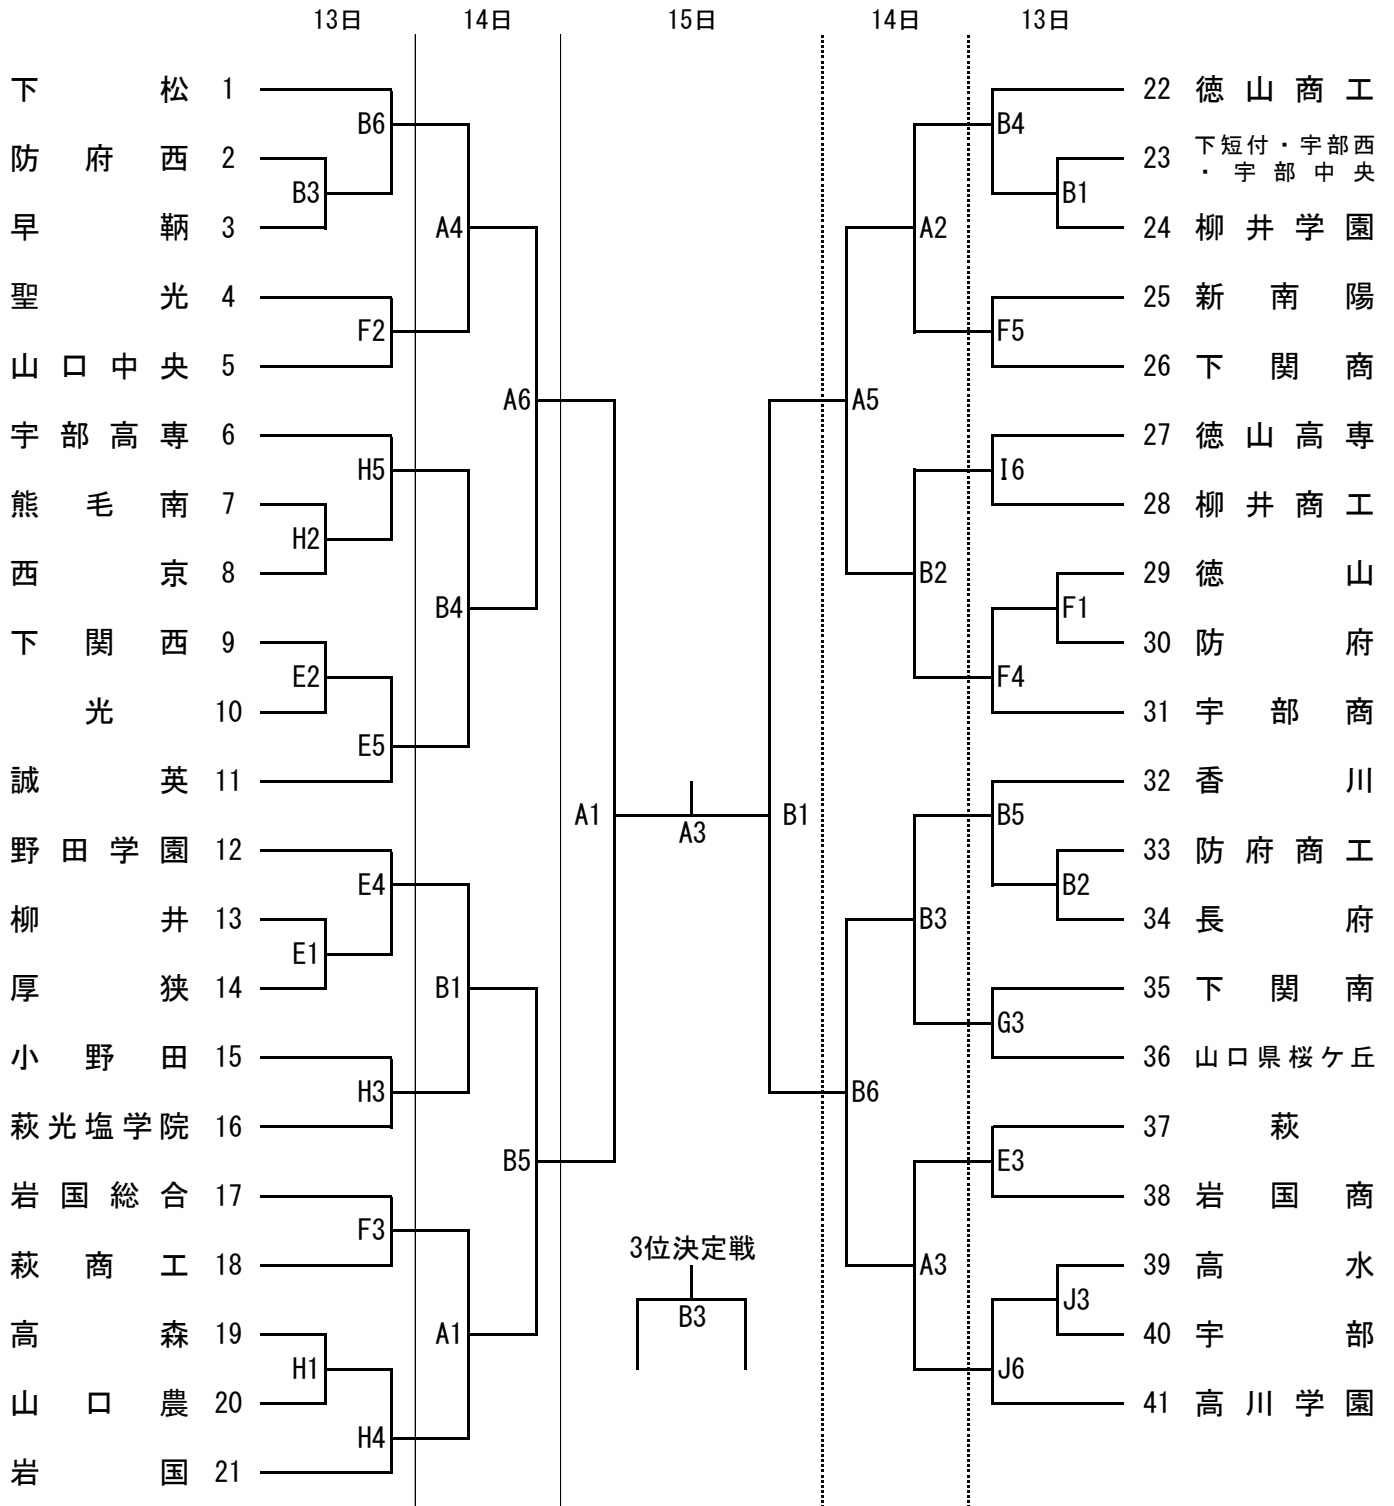 13日 14日 15日 14日 13日
下松 1
防府西 2
早鞆 3
聖光 4
山口中央 5
宇部高専 6
熊毛南 7
西京 8
下関西 9
光 10
誠英 11
野田学園 12
柳井 13
厚狭 14
小野田 15
萩光塩学院 16
岩国総合 17
萩商工 18
高森 19
山口農 20
岩国 21
B6
B3
F2
H5
H2
E2
E5
E4
E1
H3
F3
H1
H4
A4
B4
B1
A1
A6
B5
A1
A3
B1
3位決定戦
B3
A5
B6
A2
B2
B3
A3
B4
B1
F5
I6
F1
F4
B5
B2
G3
E3
J3
J6
22 徳山商工
23 下短付・宇部西
・宇部中央
24 柳井学園
25 新南陽
26 下関商
27 徳山高専
28 柳井商工
29 徳山
30 防府
31 宇部商
32 香川
33 防府商工
34 長府
35 下関南
36 山口県桜ケ丘
37 萩
38 岩国商
39 高水
40 宇部
41 高川学園